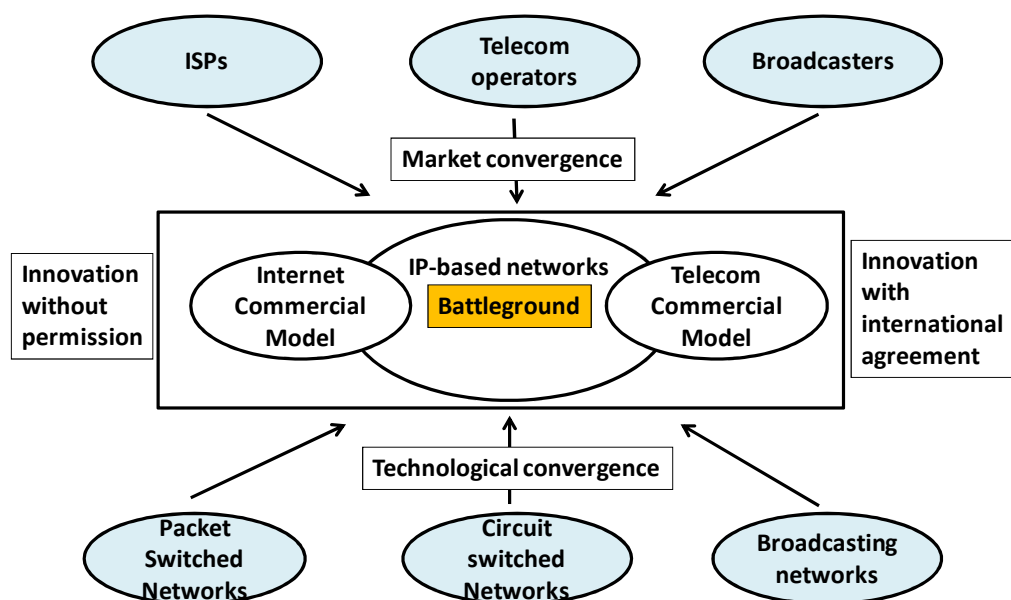 ISPs
Telecom
operators
Broadcasters
Market convergence
Innovation
without
permission
Internet
Commercial
Model
IP-based networks
Battleground
Telecom
Commercial
Model
Innovation
with
international
agreement
Technological convergence
Packet
Switched
Networks
Circuit
switched
Networks
Broadcasting
networks